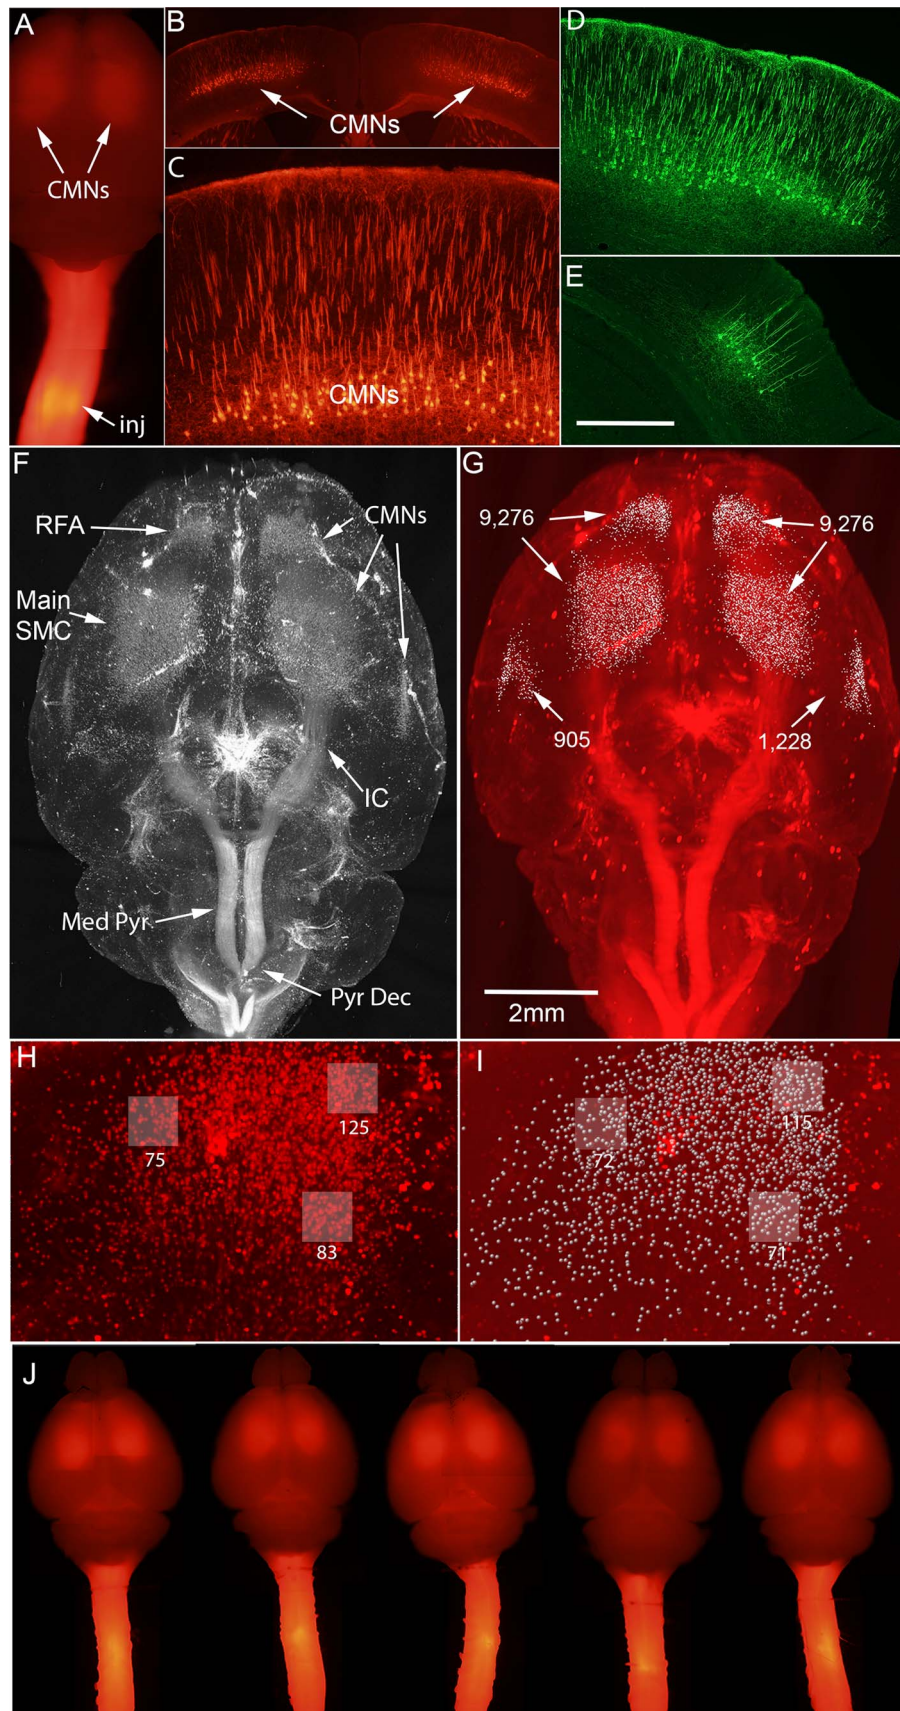 A
CMNs
inj
B
CMNs
C
CMNs
D
E
F
RFA
CMNs
Main
SMC
IC
Med Pyr
Pyr Dec
G
9,276
9,276
905
1,228
2mm
H
75
125
83
I
72
115
71
J